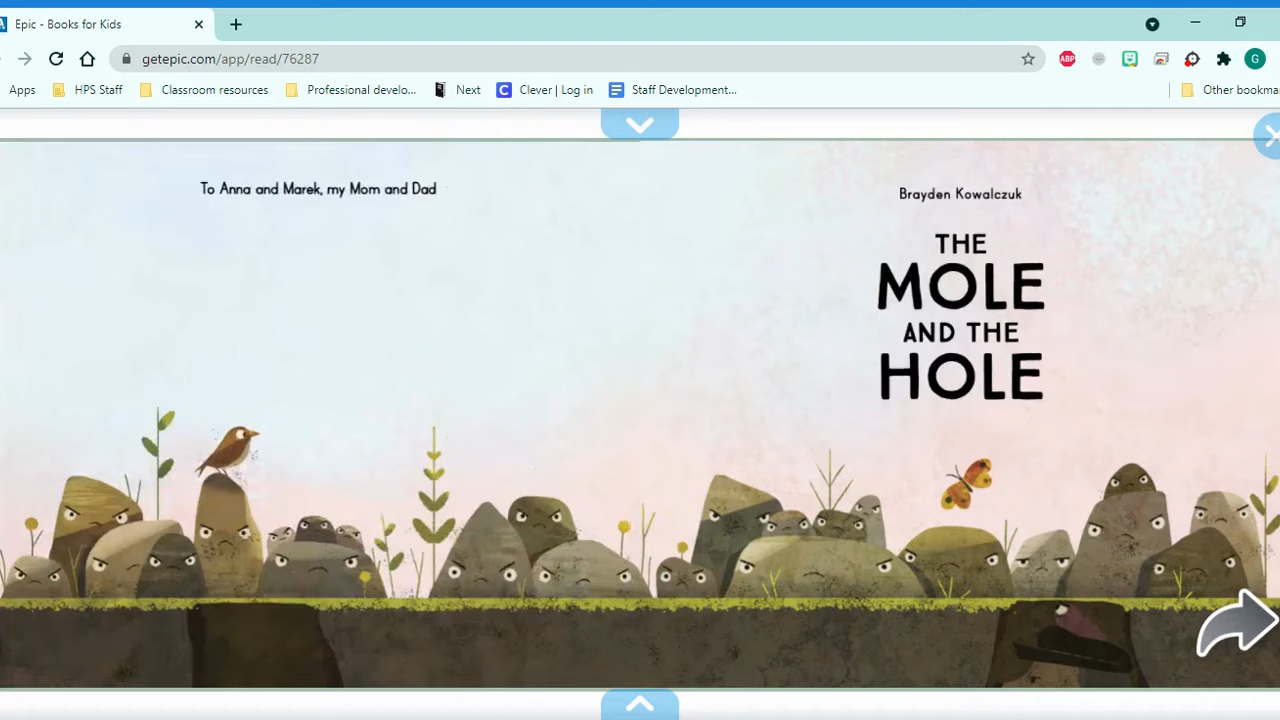 Epic - Books for Kids
getepic.com/app/read/76287
ABP
G
Apps
HPS Staff
Classroom resources
Professional develo...
Next
C
Clever | Log in
Staff Development...
Other bookma
To Anna and Marek, my Mom and Dad
Brayden Kowalczuk
THE
MOLE
AND THE
HOLE